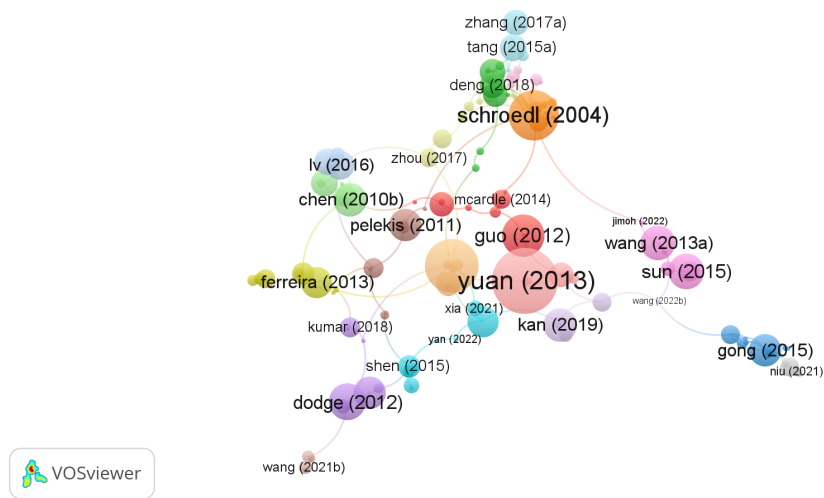 zhang (2017a)
tang (2015a)
deng (2018)
schroedl (2004)
zhou (2017)
lv (2016)
chen (2010b)
mcardle (2014)
pelekis (2011)
jimoh (2022)
guo (2012)
wang (2013a)
sun (2015)
yuan (2013)
ferreira (2013)
wang (2022b)
xia (2021)
kan (2019)
kumar (2018)
yan (2022)
gong (2015)
shen (2015)
niu (2021)
dodge (2012)
wang (2021b)
VOSviewer